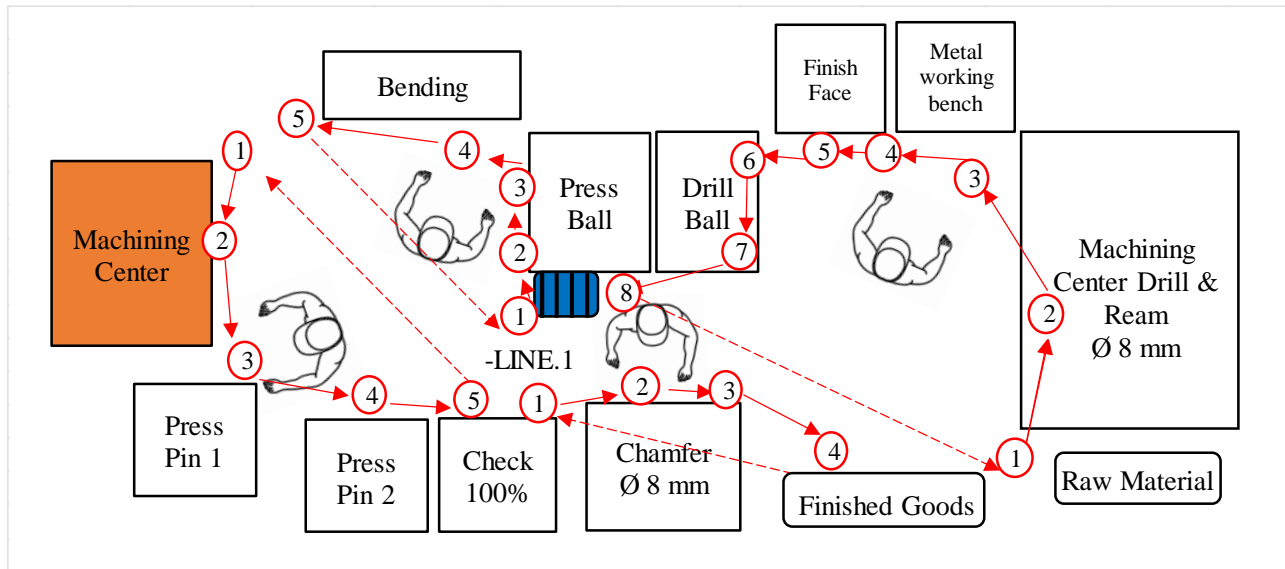 Bending
Finish
Face
Metal
working
bench
5
1
4
3
2
Press
Ball
Drill
Ball
6
5
4
3
7
Machining
Center
2
1
8
-LINE.1
Machining
Center Drill &
Ream
Ø 8 mm
2
3
4
5
1
2
3
4
1
Press
Pin 1
Press
Pin 2
Check
100%
Chamfer
Ø 8 mm
Finished Goods
Raw Material